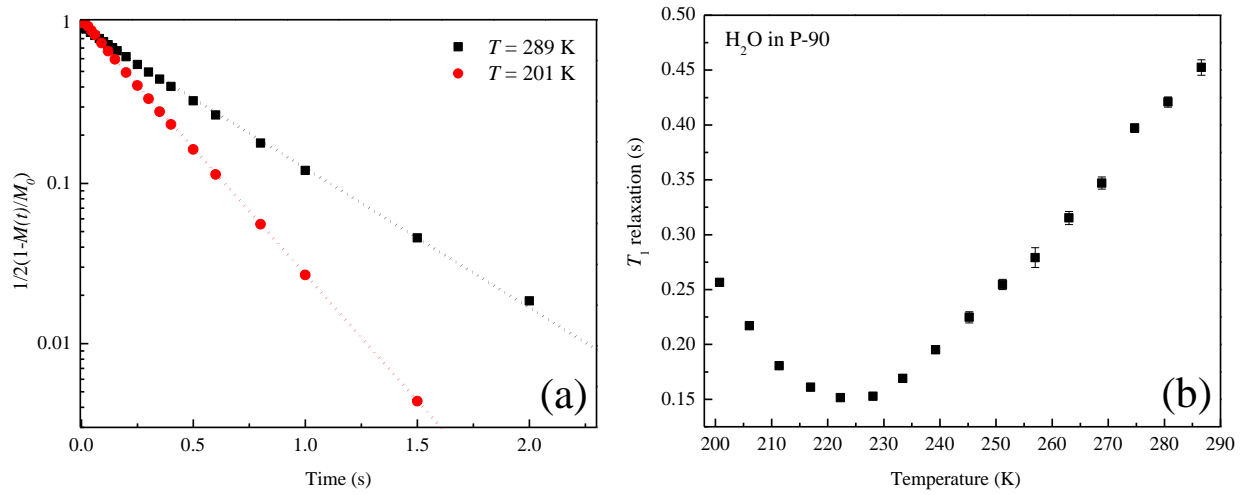 1
0.1
0.01
1/2(1-M(t)/M₀)
T = 289 K
T = 201 K
(a)
0.0 0.5 1.0 1.5 2.0
Time (s)
0.50
0.45
0.40
0.35
0.30
0.25
0.20
0.15
T₁ relaxation (s)
H₂O in P-90
(b)
200 210 220 230 240 250 260 270 280 290
Temperature (K)